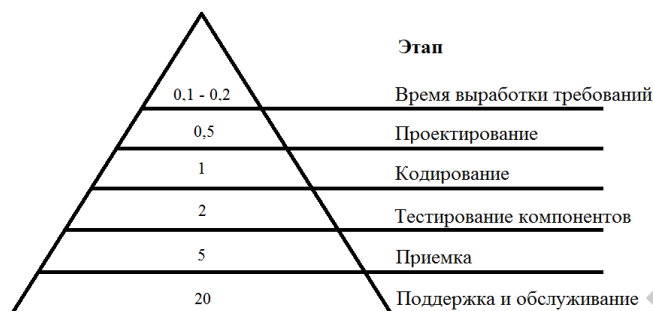 Этап
0,1 - 0,2 Время выработки требований
0,5 Проектирование
1 Кодирование
2 Тестирование компонентов
5 Приемка
20 Поддержка и обслуживание